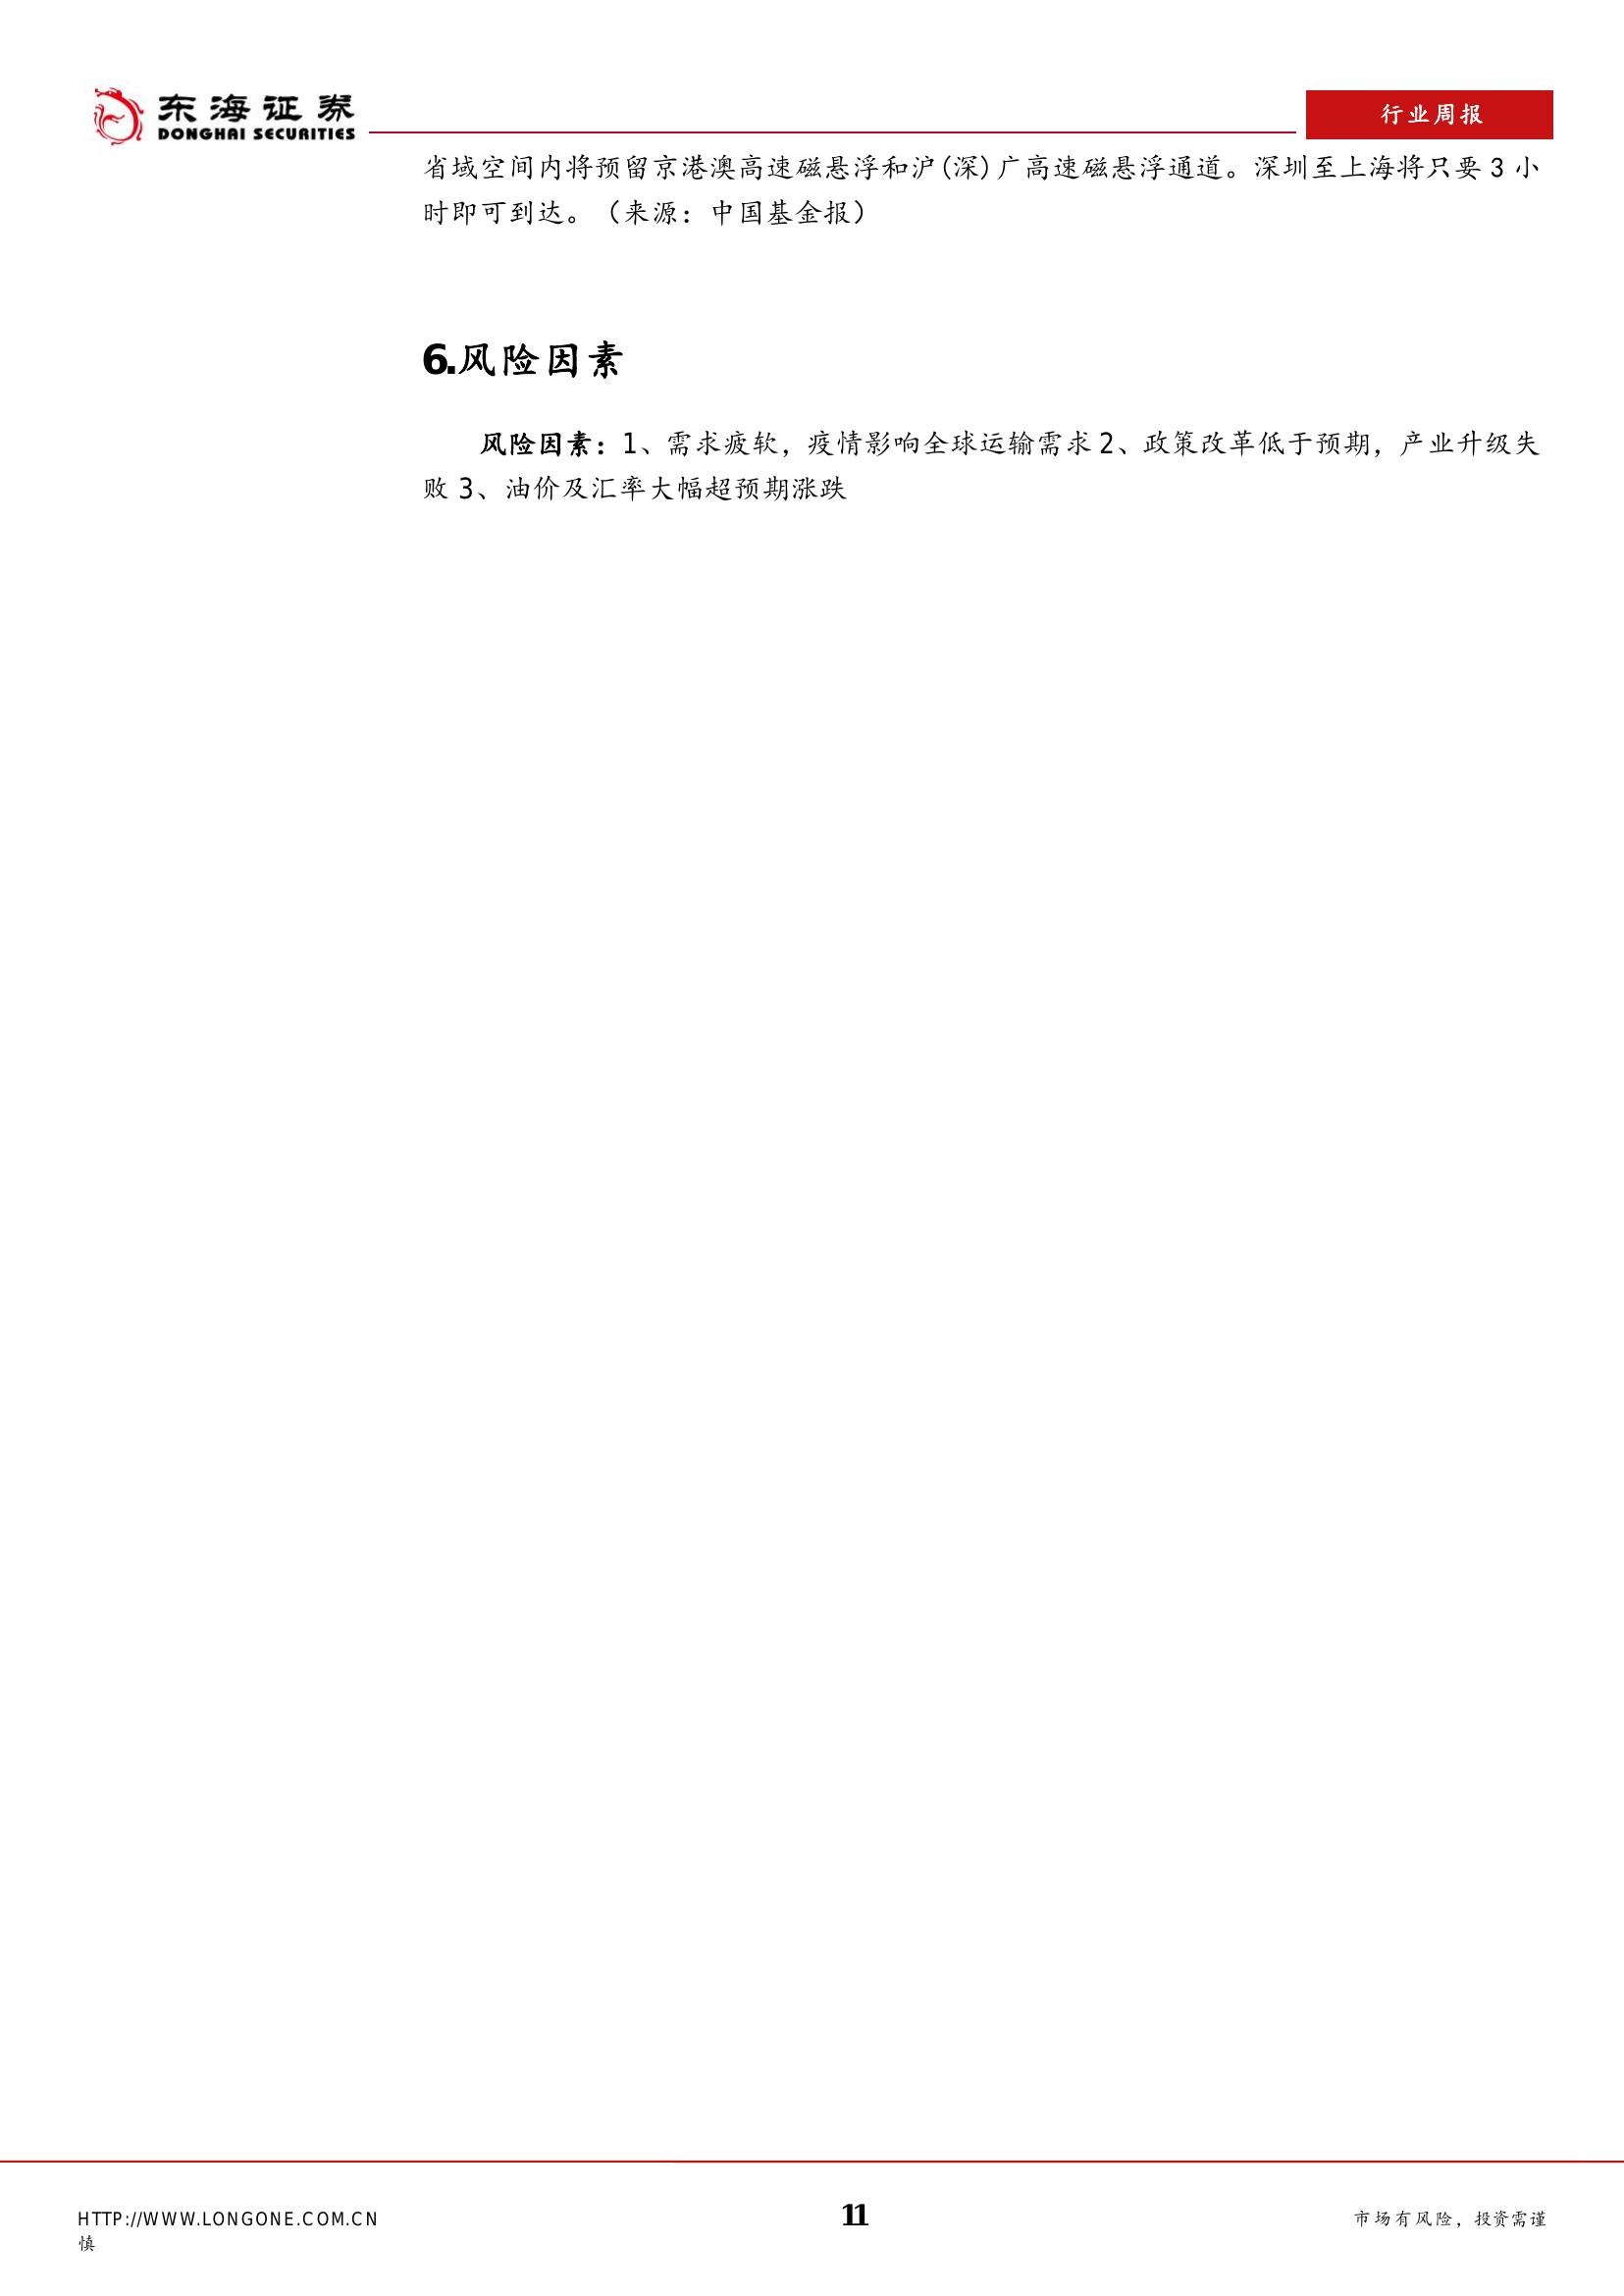 东海证券
DONGHAI SECURITIES
行业周报
省域空间内将预留京港澳高速磁悬浮和沪(深)广高速磁悬浮通道。深圳至上海将只要 3 小
时即可到达。（来源：中国基金报）
6.风险因素
风险因素：1、需求疲软，疫情影响全球运输需求 2、政策改革低于预期，产业升级失
败 3、油价及汇率大幅超预期涨跌
HTTP://WWW.LONGONE.COM.CN
11
市场有风险，投资需谨
慎